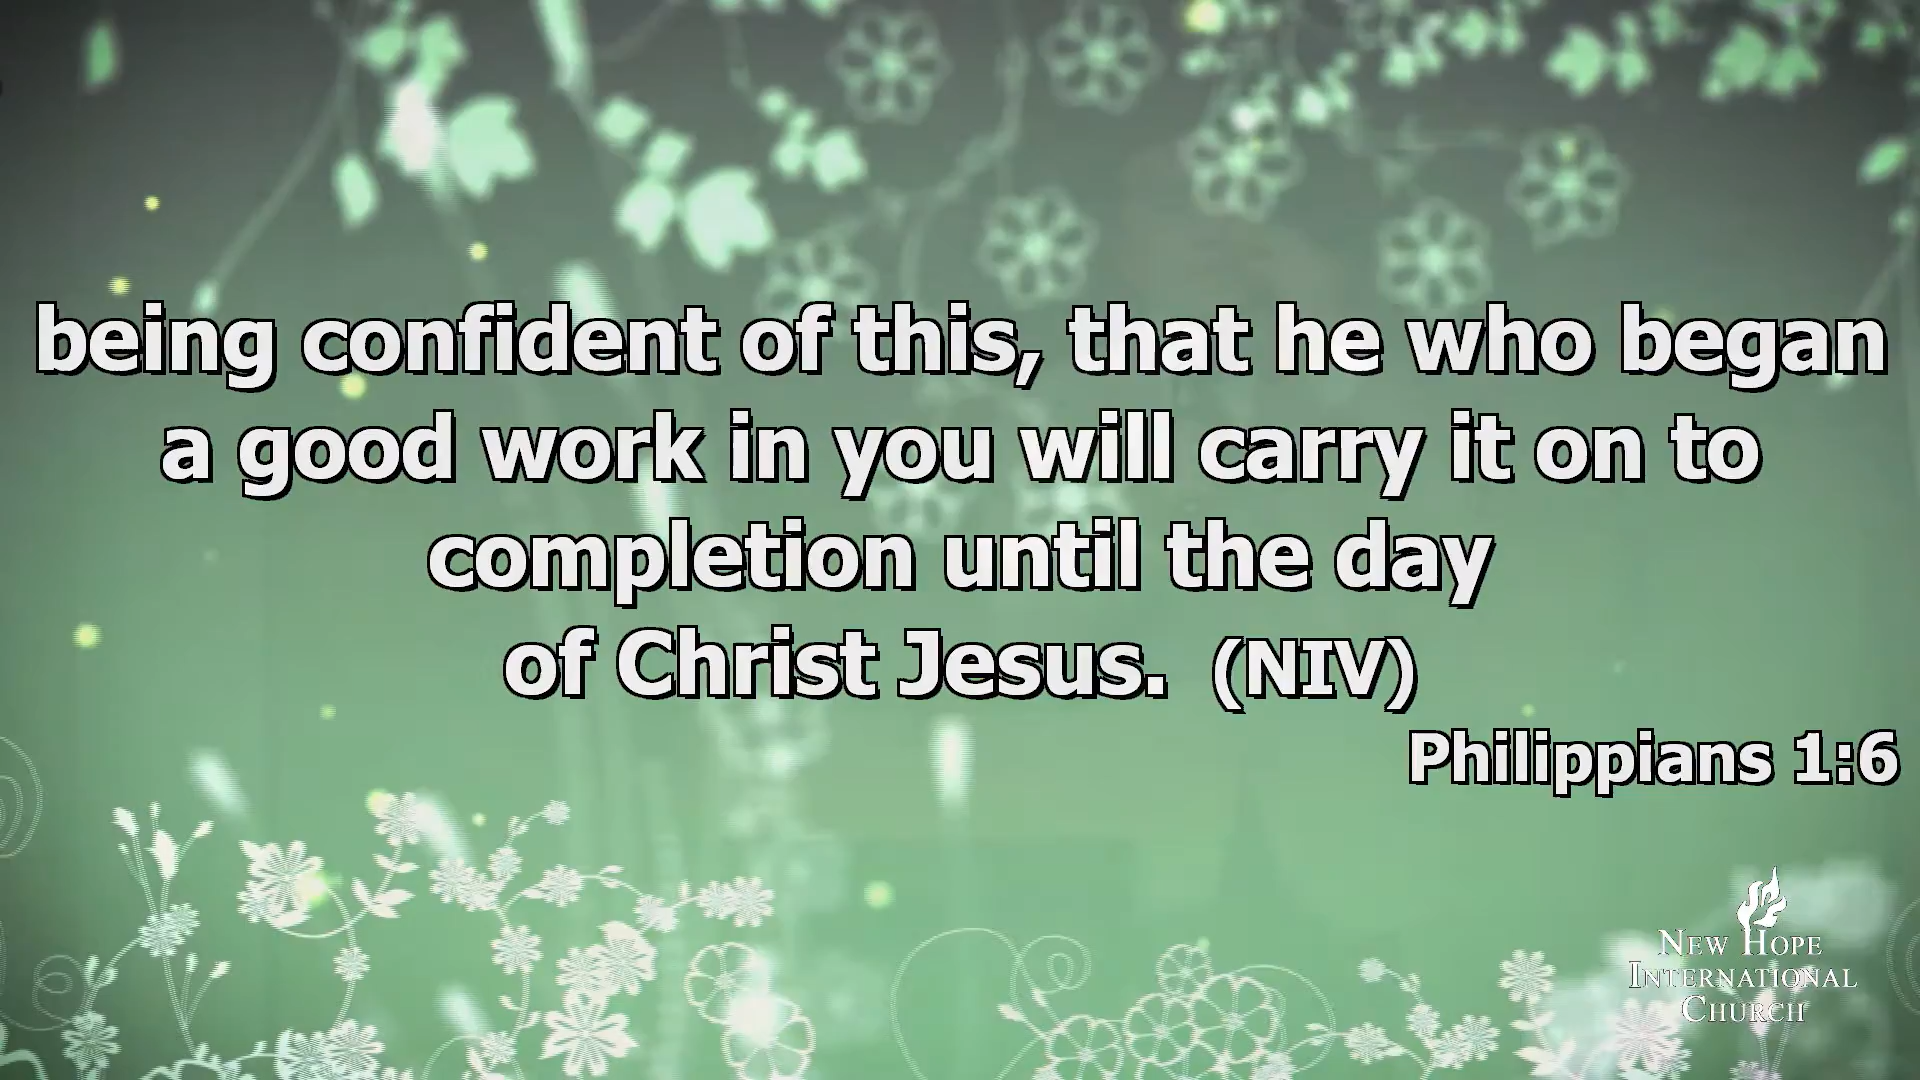 being confident of this, that he who began
a good work in you will carry it on to
completion until the day
of Christ Jesus. (NIV)
Philippians 1:6
NEW HOPE
INTERNATIONAL
CHURCH